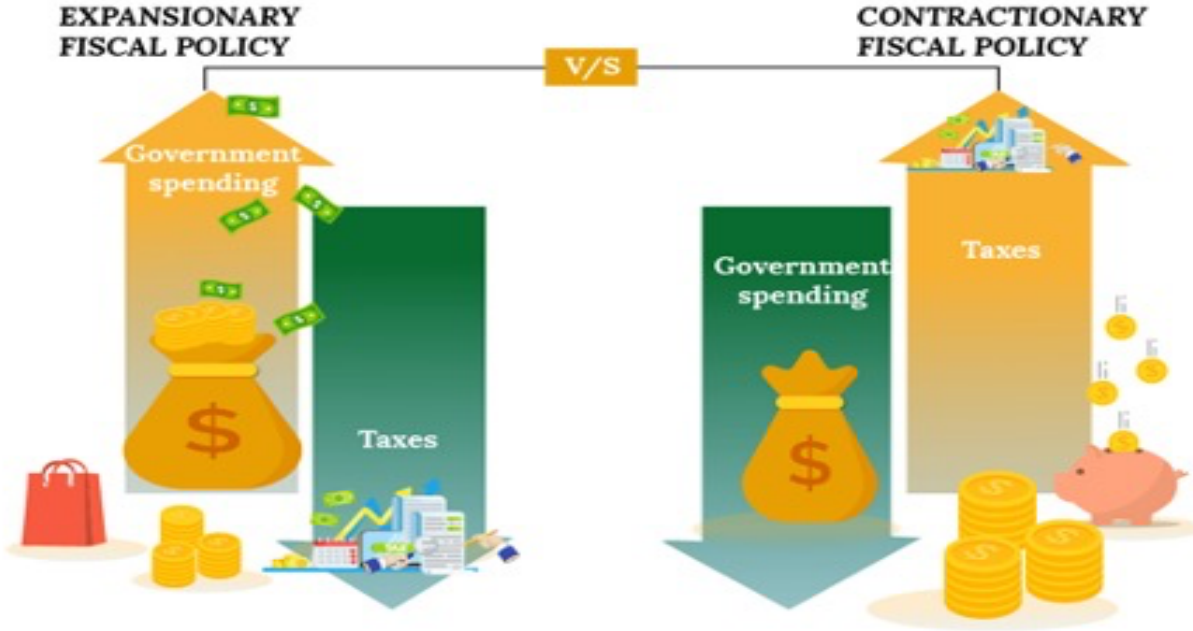 EXPANSIONARY
FISCAL POLICY
V/S
CONTRACTIONARY
FISCAL POLICY
Government
spending
$
Taxes
Government
spending
$
Taxes